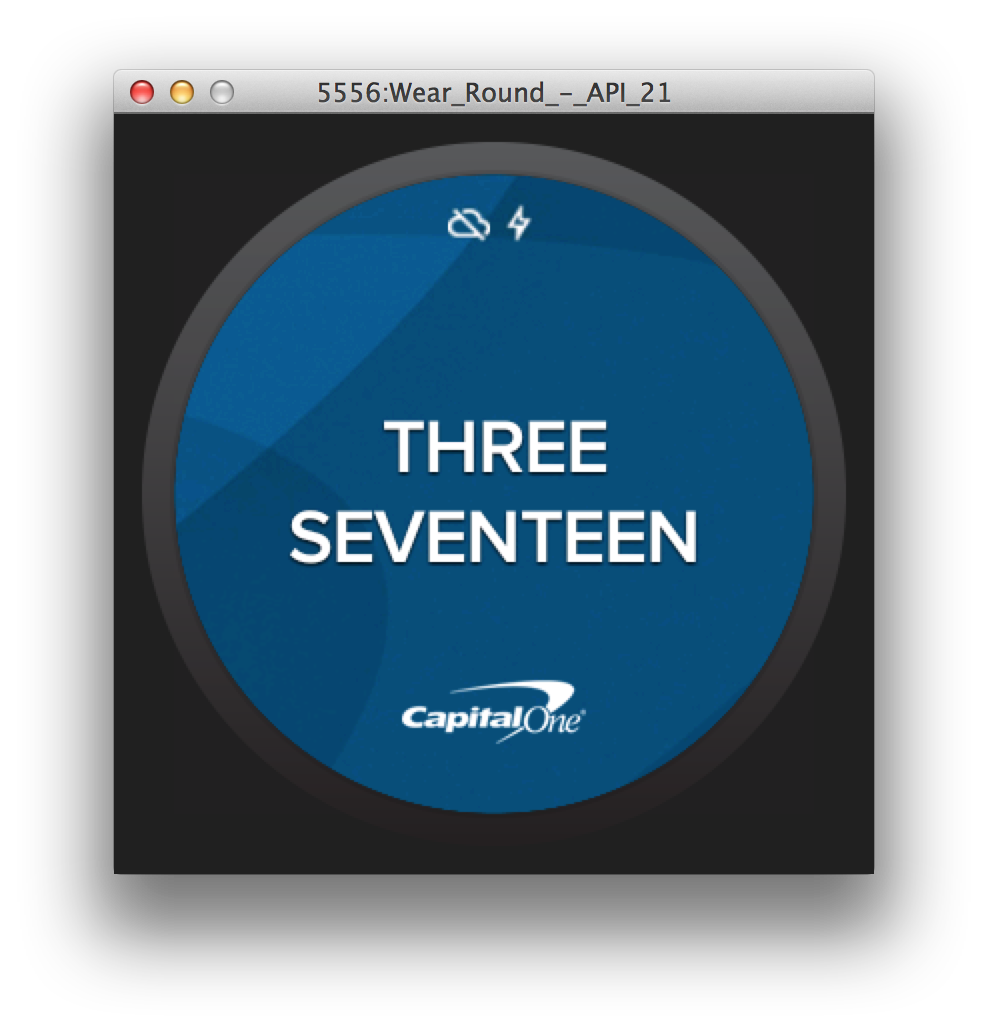 5556:Wear_Round_-_API_21
THREE
SEVENTEEN
CapitalOne®